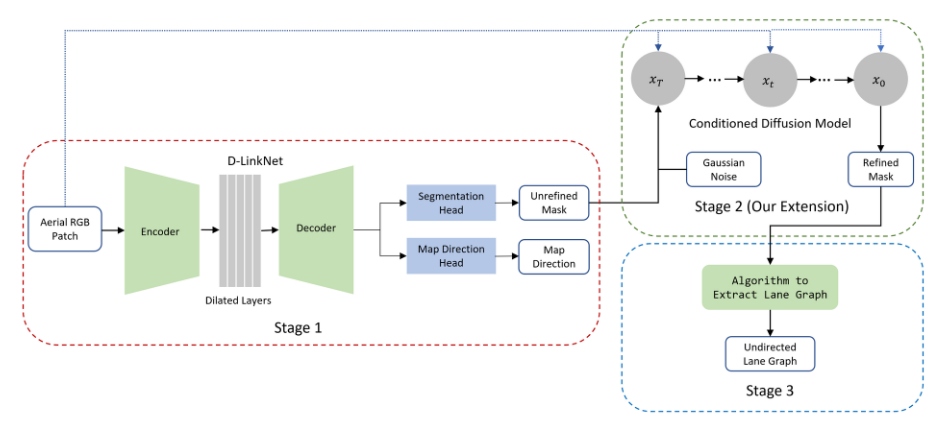 x_T
...
x_t
...
x_0
Conditioned Diffusion Model
Gaussian
Noise
Refined
Mask
Stage 2 (Our Extension)
D-LinkNet
Aerial RGB
Patch
Encoder
Decoder
Segmentation
Head
Unrefined
Mask
Map Direction
Head
Map
Direction
Dilated Layers
Stage 1
Algorithm to
Extract Lane Graph
Undirected
Lane Graph
Stage 3